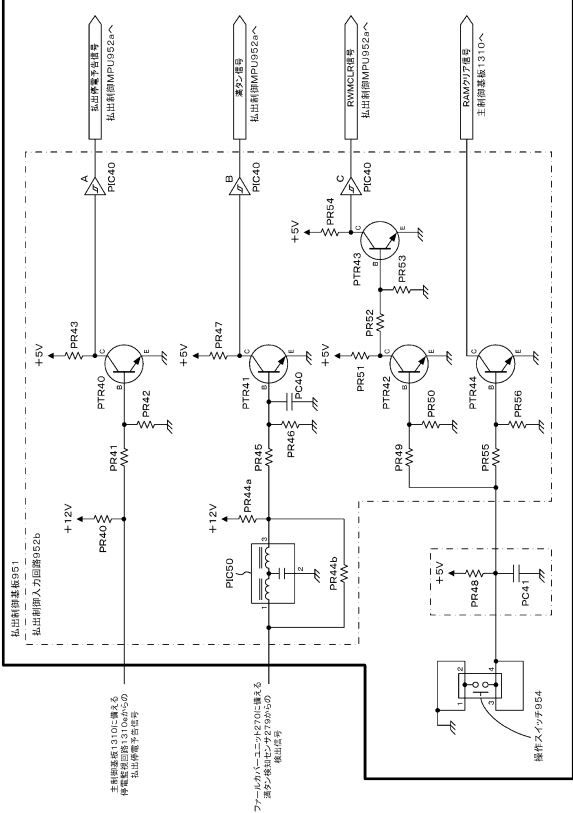 払出制御基板951
払出制御入力回路952b
主制御基板1310に備える
停電監視回路1310eからの
払出停電予告信号
+12V
PR40
PR41
PR42
+5V
PR43
PTR40
B
C
E
A
PIC40
払出停電予告信号
払出制御MPU952aへ
ファールカバーユニット270に備える
満タン検知センサ279からの
検出信号
PIC50
1
2
3
+12V
PR44a
PR44b
PR45
PR46
PC40
+5V
PR47
PTR41
B
C
E
B
PIC40
満タン信号
払出制御MPU952aへ
操作スイッチ954
1
2
3
4
+5V
PR48
PC41
PR49
PR50
+5V
PR51
PTR42
B
C
E
PR52
PR53
+5V
PR54
PTR43
B
C
E
C
PIC40
RWMCLR信号
払出制御MPU952aへ
PR55
PR56
PTR44
B
C
E
RAMクリア信号
主制御基板1310へ